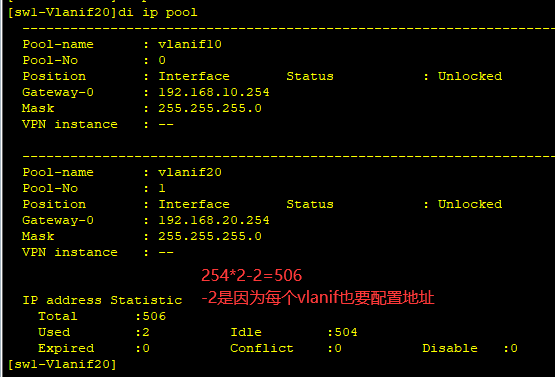 [sw1-Vlanif20]di ip pool
-----------------------------------------------------------------------
Pool-name      : vlanif10
Pool-No        : 0
Position       : Interface       Status           : Unlocked
Gateway-0      : 192.168.10.254
Mask           : 255.255.255.0
VPN instance   : --
-----------------------------------------------------------------------
Pool-name      : vlanif20
Pool-No        : 1
Position       : Interface       Status           : Unlocked
Gateway-0      : 192.168.20.254
Mask           : 255.255.255.0
VPN instance   : --
254*2-2=506
IP address Statistic
-2是因为每个vlanif也要配置地址
Total       :506
Used        :2          Idle        :504
Expired     :0          Conflict    :0          Disable   :0
[sw1-Vlanif20]